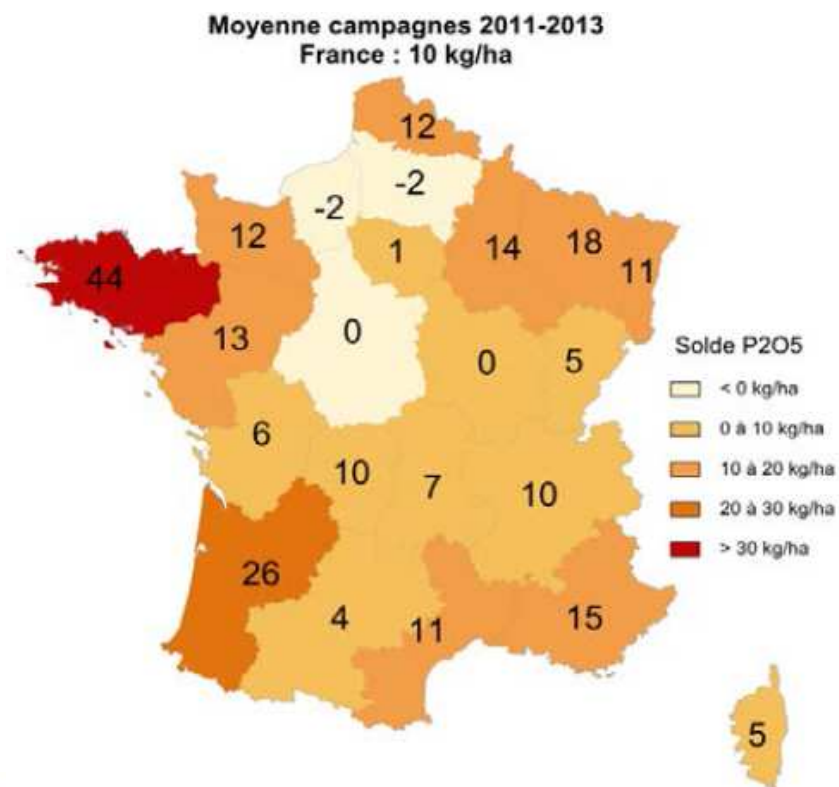 Moyenne campagnes 2011-2013
France : 10 kg/ha
12
-2
-2
12
1
14
18
11
44
13
0
0
5
6
10
7
10
26
4
11
15
5
Solde P2O5
< 0 kg/ha
0 à 10 kg/ha
10 à 20 kg/ha
20 à 30 kg/ha
> 30 kg/ha